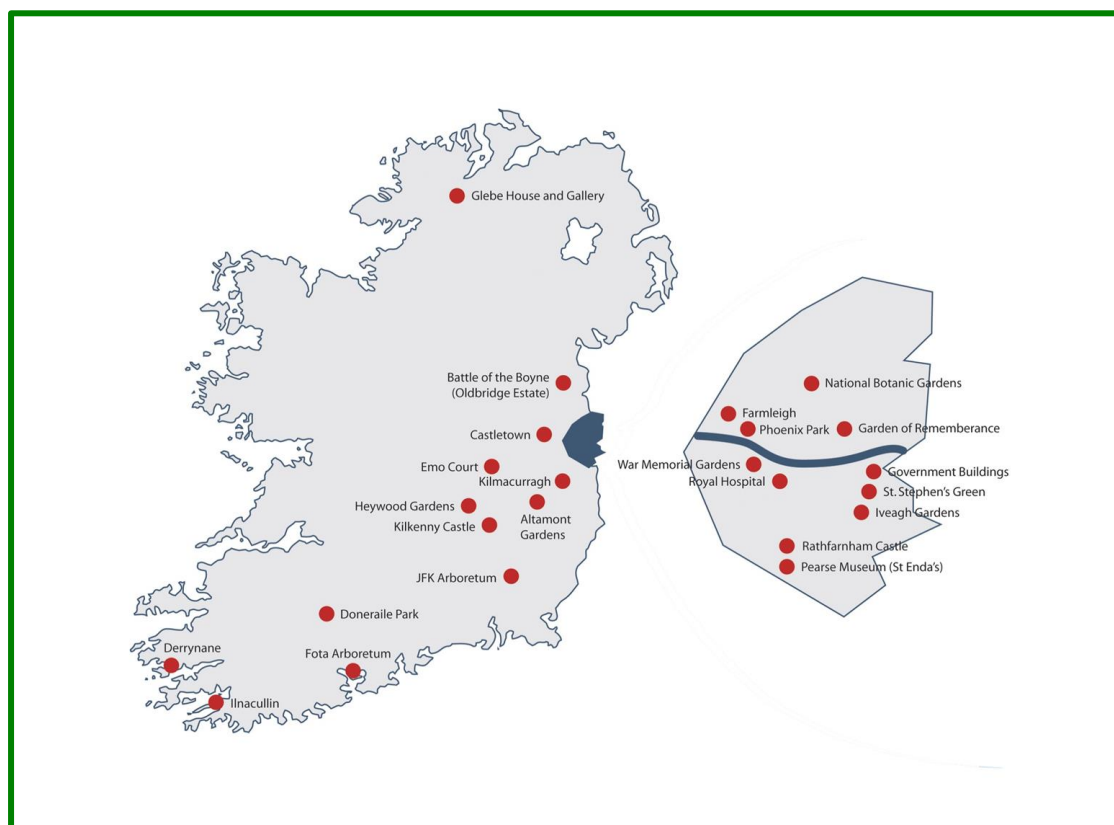 Glebe House and Gallery
Battle of the Boyne
(Oldbridge Estate)
Castletown
Emo Court
Kilmacurragh
Heywood Gardens
Altamont
Gardens
Kilkenny Castle
JFK Arboretum
Doneraile Park
Derrynane
Fota Arboretum
Ilnacullin
National Botanic Gardens
Farmleigh
Phoenix Park
Garden of Rememberance
War Memorial Gardens
Royal Hospital
Government Buildings
St. Stephen's Green
Iveagh Gardens
Rathfarnham Castle
Pearse Museum (St Enda's)